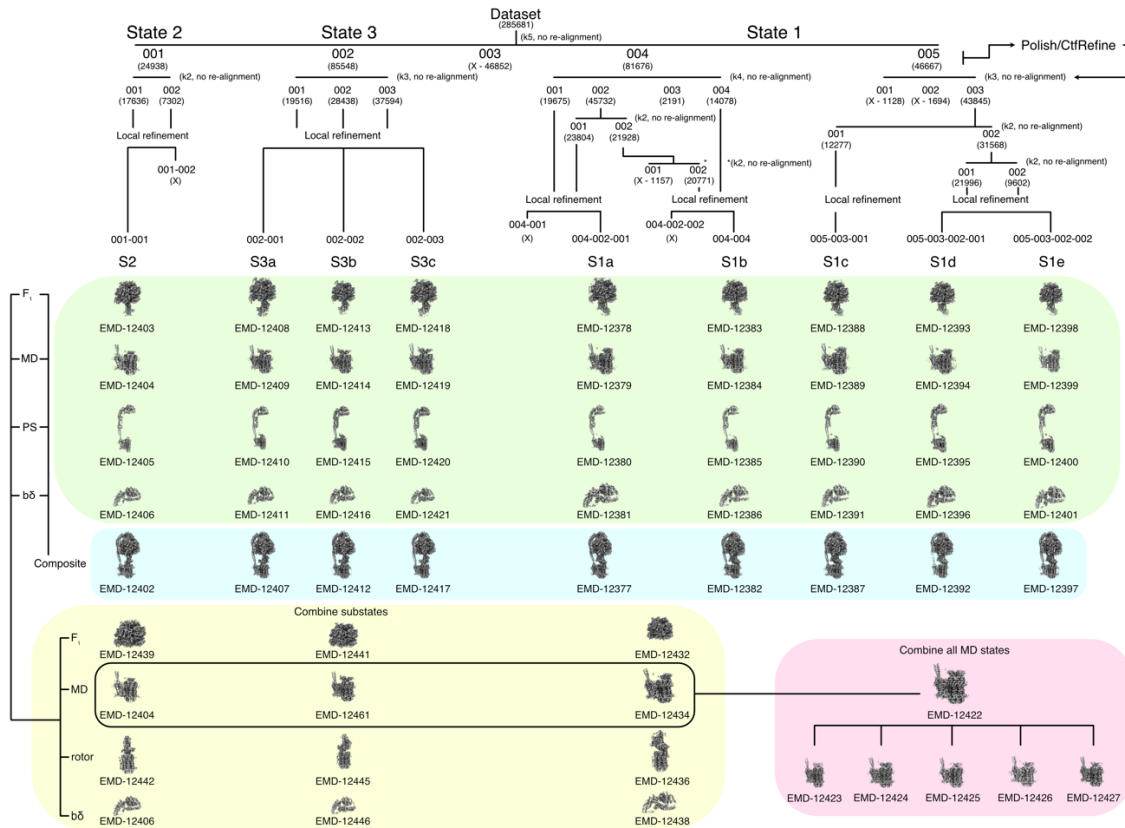 Dataset
(285681)
State 2
State 3
State 1
(k5, no re-alignment)
001
(24938)
002
(85548)
003
(X - 46852)
004
(81676)
005
(46667)
Polish/CtfRefine
(k2, no re-alignment)
(k3, no re-alignment)
(k4, no re-alignment)
(k3, no re-alignment)
001
(17636)
002
(7302)
001
(19516)
002
(28438)
003
(37594)
001
(19675)
002
(45732)
003
(2191)
004
(14078)
001
(X - 1128)
002
(X - 1694)
003
(43845)
Local refinement
Local refinement
(k2, no re-alignment)
001
(23804)
002
(21928)
(k2, no re-alignment)
001
(12277)
002
(31568)
001-002
(X)
001
(X - 1157)
002
(20771)
*
*(k2, no re-alignment)
(k2, no re-alignment)
001
(21996)
002
(9602)
Local refinement
Local refinement
Local refinement
Local refinement
001-001
002-001
002-002
002-003
004-001
(X)
004-002-001
004-002-002
(X)
004-004
005-003-001
005-003-002-001
005-003-002-002
S2
S3a
S3b
S3c
S1a
S1b
S1c
S1d
S1e
F1
EMD-12403
EMD-12408
EMD-12413
EMD-12418
EMD-12378
EMD-12383
EMD-12388
EMD-12393
EMD-12398
MD
EMD-12404
EMD-12409
EMD-12414
EMD-12419
EMD-12379
EMD-12384
EMD-12389
EMD-12394
EMD-12399
PS
EMD-12405
EMD-12410
EMD-12415
EMD-12420
EMD-12380
EMD-12385
EMD-12390
EMD-12395
EMD-12400
bδ
EMD-12406
EMD-12411
EMD-12416
EMD-12421
EMD-12381
EMD-12386
EMD-12391
EMD-12396
EMD-12401
Composite
EMD-12402
EMD-12407
EMD-12412
EMD-12417
EMD-12377
EMD-12382
EMD-12387
EMD-12392
EMD-12397
Combine substates
F1
EMD-12439
EMD-12441
EMD-12432
MD
EMD-12404
EMD-12461
EMD-12434
rotor
EMD-12442
EMD-12445
EMD-12436
bδ
EMD-12406
EMD-12446
EMD-12438
Combine all MD states
EMD-12422
EMD-12423
EMD-12424
EMD-12425
EMD-12426
EMD-12427